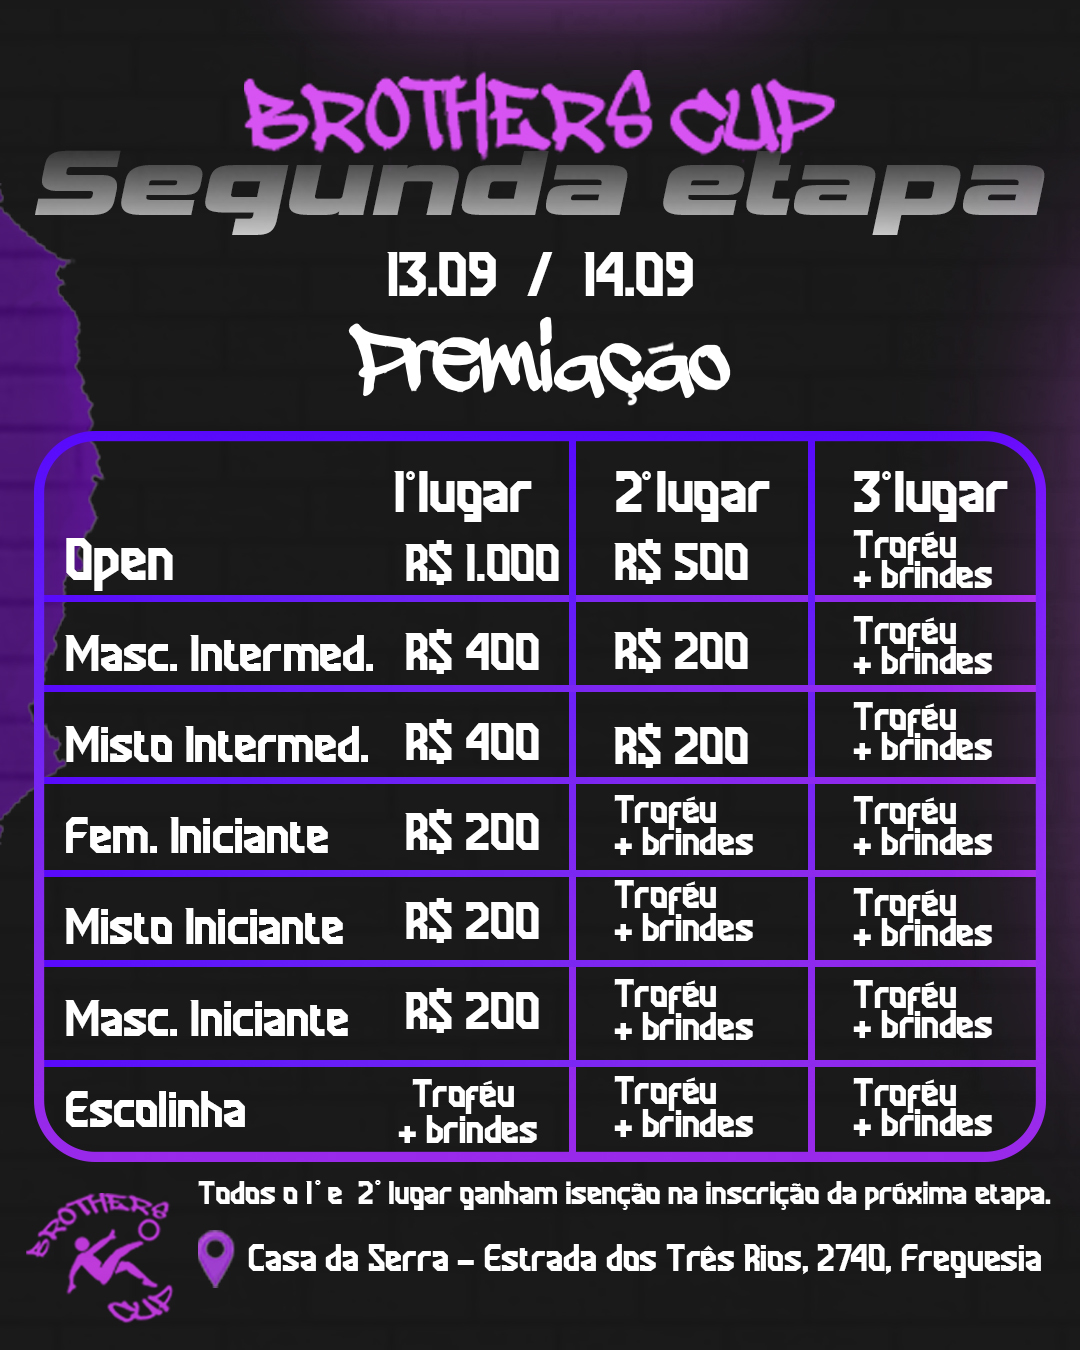 BROTHERS CUP
Segunda etapa
13.09 / 14.09
Premiação
1°lugar 2°lugar 3°lugar
Open R$ 1.000 R$ 500 Troféu
+ brindes
Masc. Intermed. R$ 400 R$ 200 Troféu
+ brindes
Misto Intermed. R$ 400 R$ 200 Troféu
+ brindes
Fem. Iniciante R$ 200 Troféu Troféu
+ brindes + brindes
Misto Iniciante R$ 200 Troféu Troféu
+ brindes + brindes
Masc. Iniciante R$ 200 Troféu Troféu
+ brindes + brindes
Escolinha Troféu Troféu Troféu
+ brindes + brindes + brindes
Todos o 1° e 2° lugar ganham isenção na inscrição da próxima etapa.
BROTHERS
CUP
Casa da Serra – Estrada dos Três Rios, 2740, Freguesia